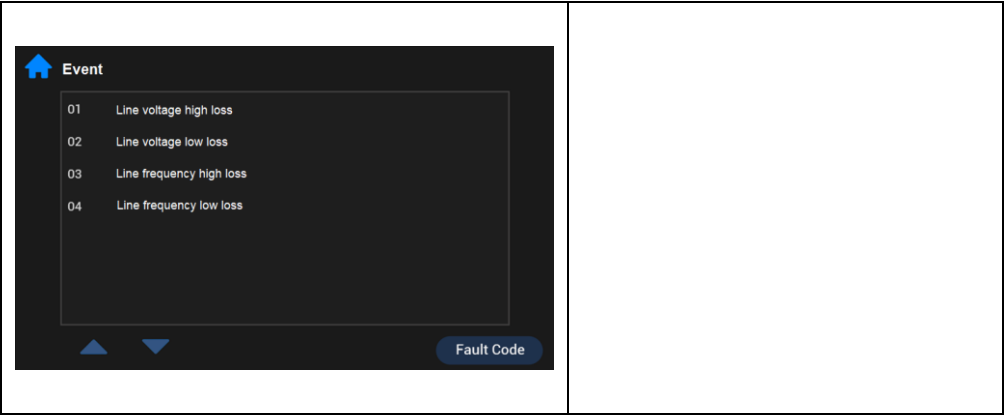 Event
01 Line voltage high loss
02 Line voltage low loss
03 Line frequency high loss
04 Line frequency low loss
Fault Code